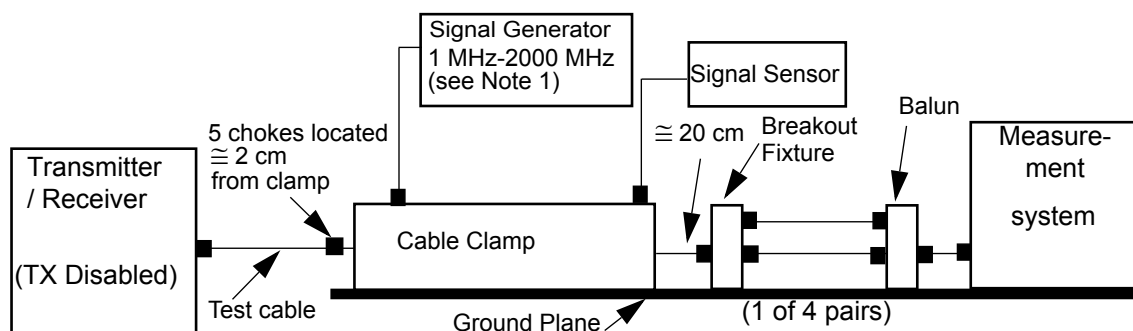 Signal Generator
1 MHz-2000 MHz
(see Note 1)
Signal Sensor
Balun
5 chokes located
≅ 2 cm
from clamp
≅ 20 cm
Breakout
Fixture
Measure-
ment
system
Transmitter
/ Receiver
(TX Disabled)
Cable Clamp
Test cable
Ground Plane
(1 of 4 pairs)